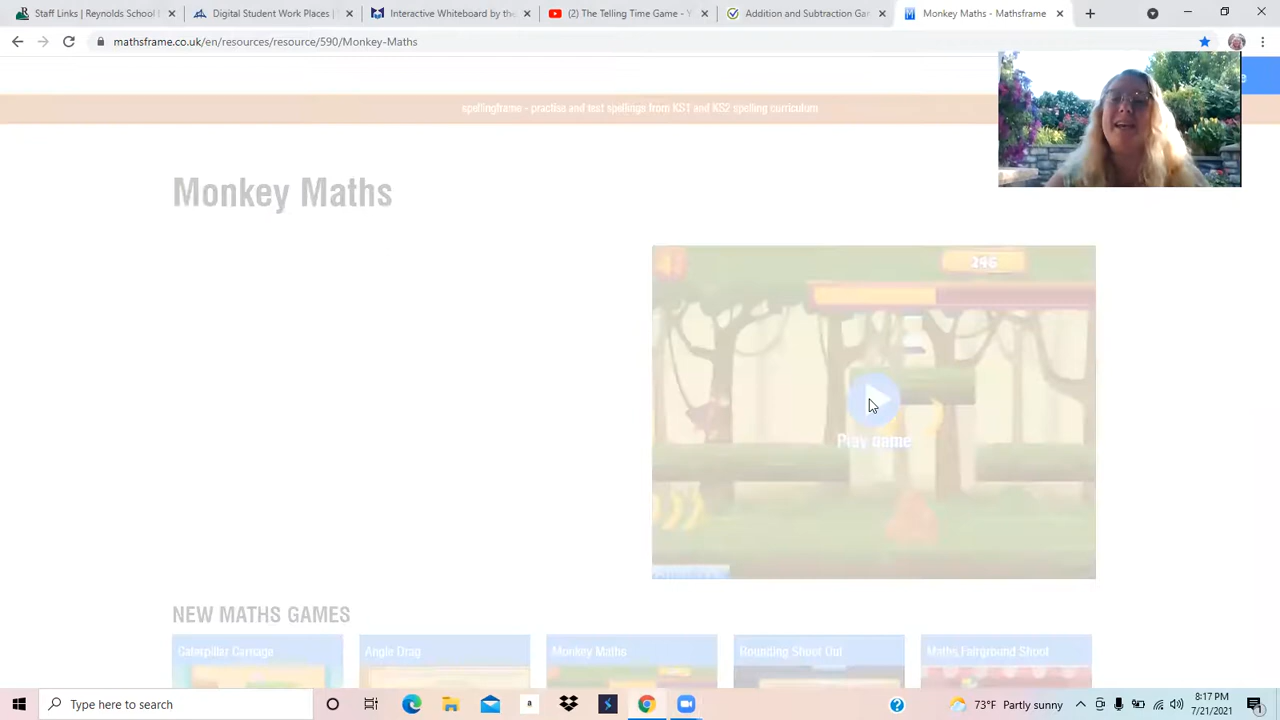 Staff Links | Reynolds School D
Digital Student Work Places |
Interactive Whiteboard by the
(2) The Telling Time Game - Y
Addition and Subtraction Gar
Monkey Maths - Mathsframe
mathsframe.co.uk/en/resources/resource/590/Monkey-Maths
spellingframe - practise and test spellings from KS1 and KS2 spelling curriculum
Monkey Maths
246
Play game
NEW MATHS GAMES
Caterpillar Carnage
Angle Drag
Monkey Maths
Rounding Shoot Out
Maths Fairground Shoot
Type here to search
73°F Partly sunny
8:17 PM
7/21/2021